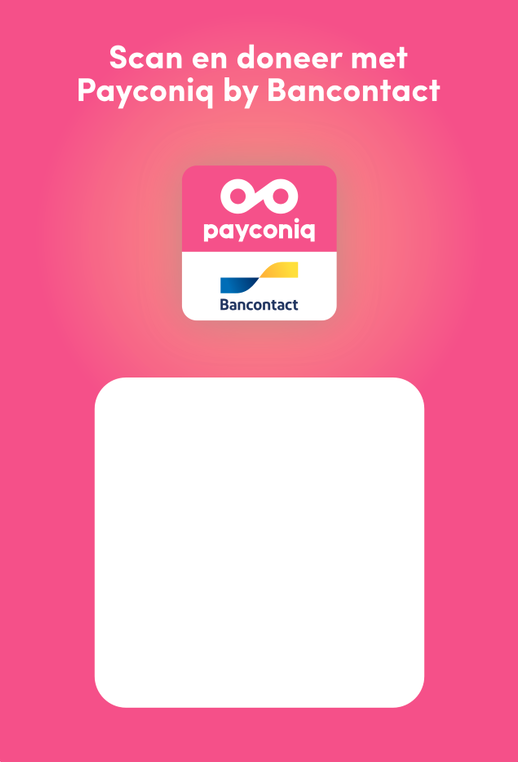 Scan en doneer met
Payconiq by Bancontact
payconiq
Bancontact